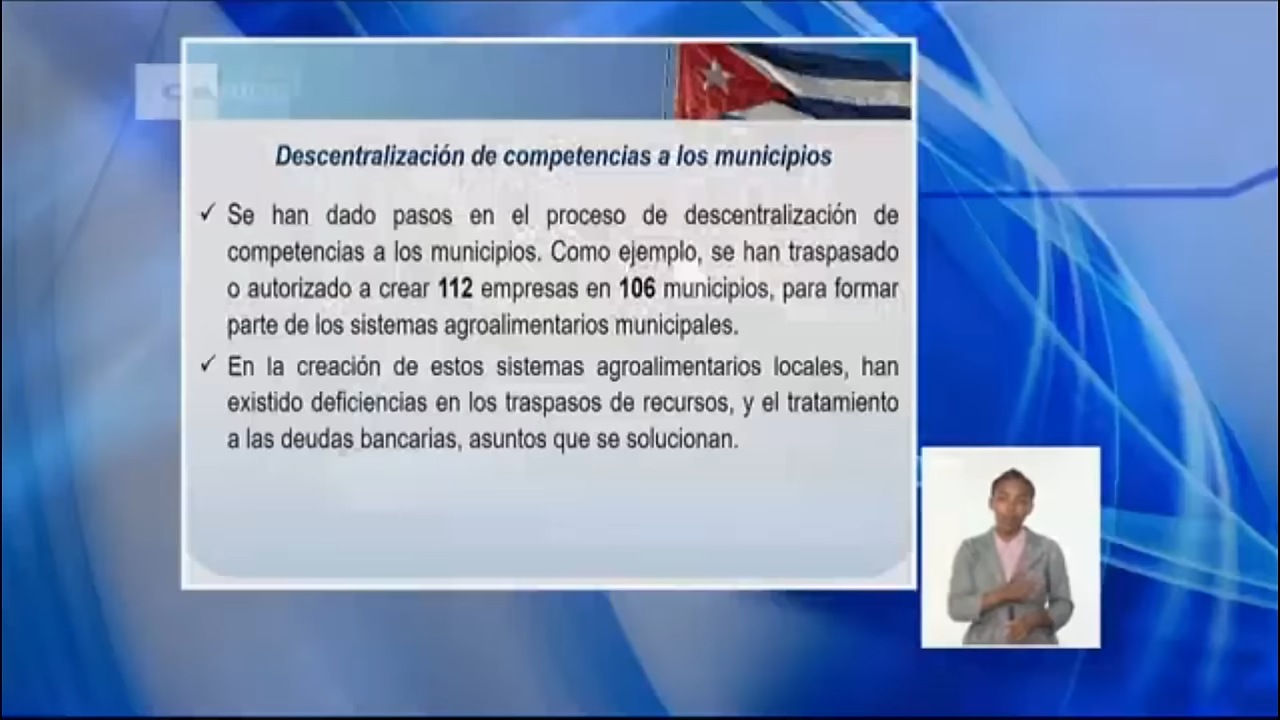 Descentralización de competencias a los municipios
✓ Se han dado pasos en el proceso de descentralización de
competencias a los municipios. Como ejemplo, se han traspasado
o autorizado a crear 112 empresas en 106 municipios, para formar
parte de los sistemas agroalimentarios municipales.
✓ En la creación de estos sistemas agroalimentarios locales, han
existido deficiencias en los traspasos de recursos, y el tratamiento
a las deudas bancarias, asuntos que se solucionan.